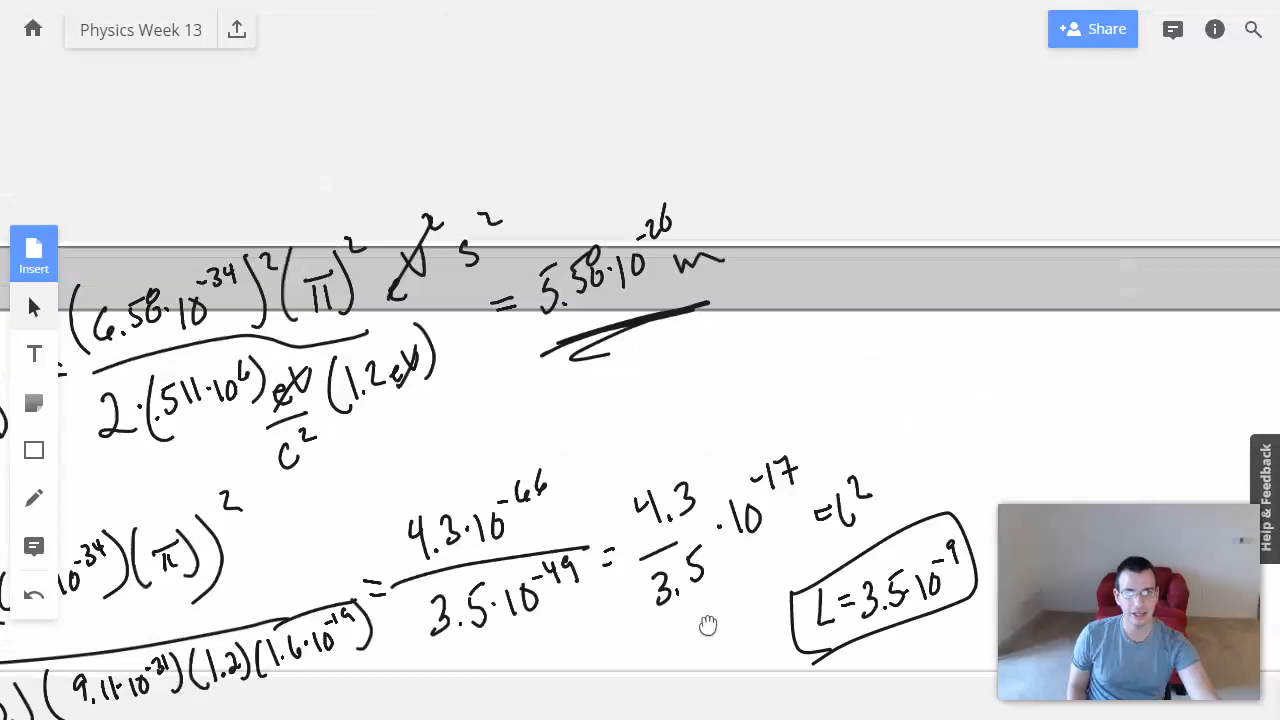 Physics Week 13
Share
Insert
T
= (6.58·10^-34)^2 (π)^2 eV^2 s^2 / 2·(.511·10^6) eV/c^2 (1.2 eV) = 5.58·10^-26 m
10^-34)(π))^2 / (9.11·10^-31)(1.2)(1.6·10^-19) = 4.3·10^-66 / 3.5·10^-49 = 4.3/3.5 ·10^-17 = L^2
L = 3.5·10^-9
Help & Feedback